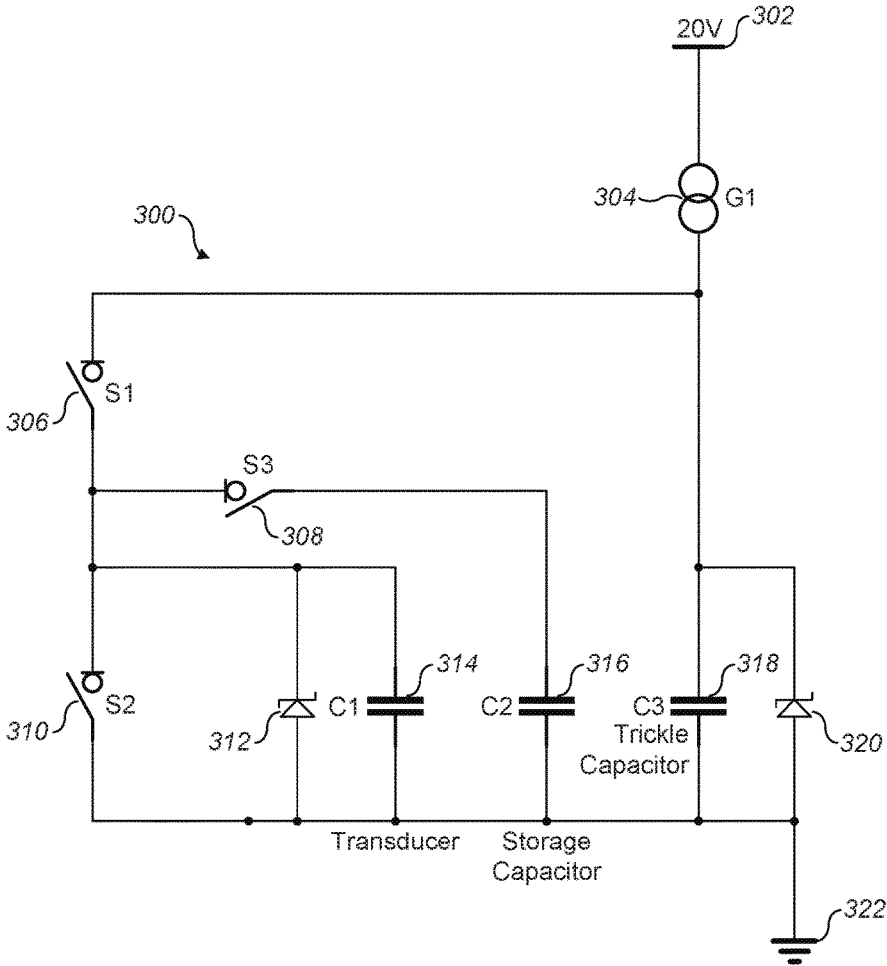 20V
302
304
G1
300
S1
306
S3
308
314
316
318
S2
C1
C2
C3
310
312
Trickle
Capacitor
320
Transducer
Storage
Capacitor
322